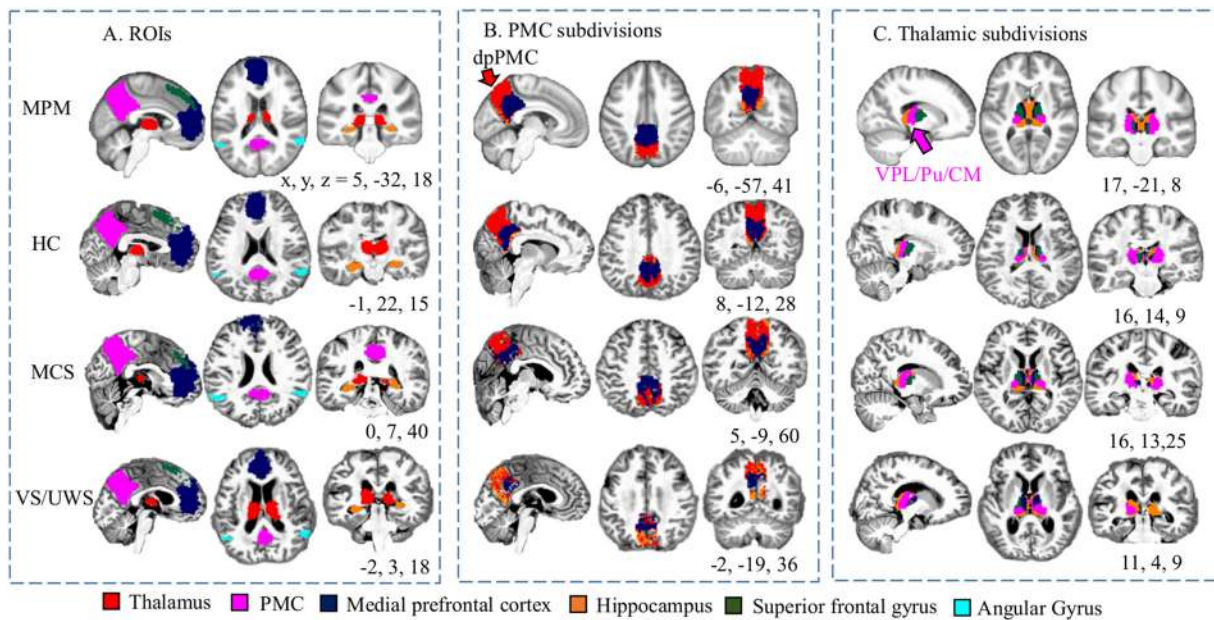 A. ROIs
B. PMC subdivisions
C. Thalamic subdivisions
dpPMC
MPM
VPL/Pu/CM
x, y, z = 5, -32, 18
-6, -57, 41
17, -21, 8
HC
-1, 22, 15
8, -12, 28
16, 14, 9
MCS
0, 7, 40
5, -9, 60
16, 13,25
VS/UWS
-2, 3, 18
-2, -19, 36
11, 4, 9
Thalamus PMC Medial prefrontal cortex Hippocampus Superior frontal gyrus Angular Gyrus